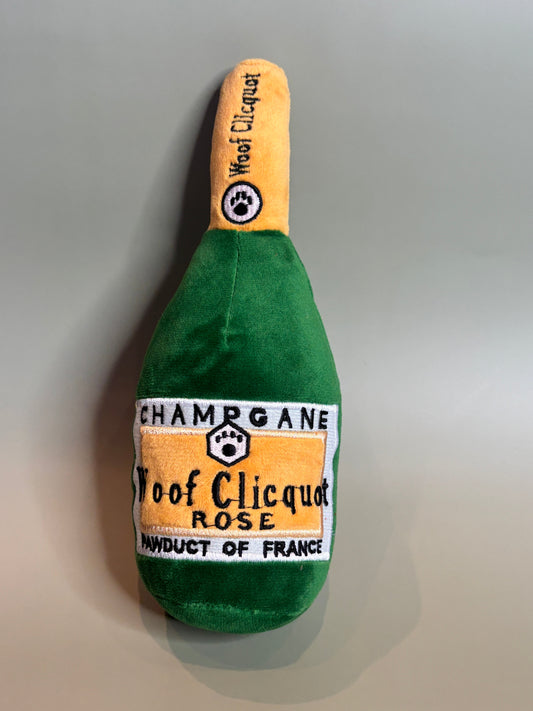 Woof Clicquot
CHAMPGANE
Woof Clicquot
ROSE
PAWDUCT OF FRANCE